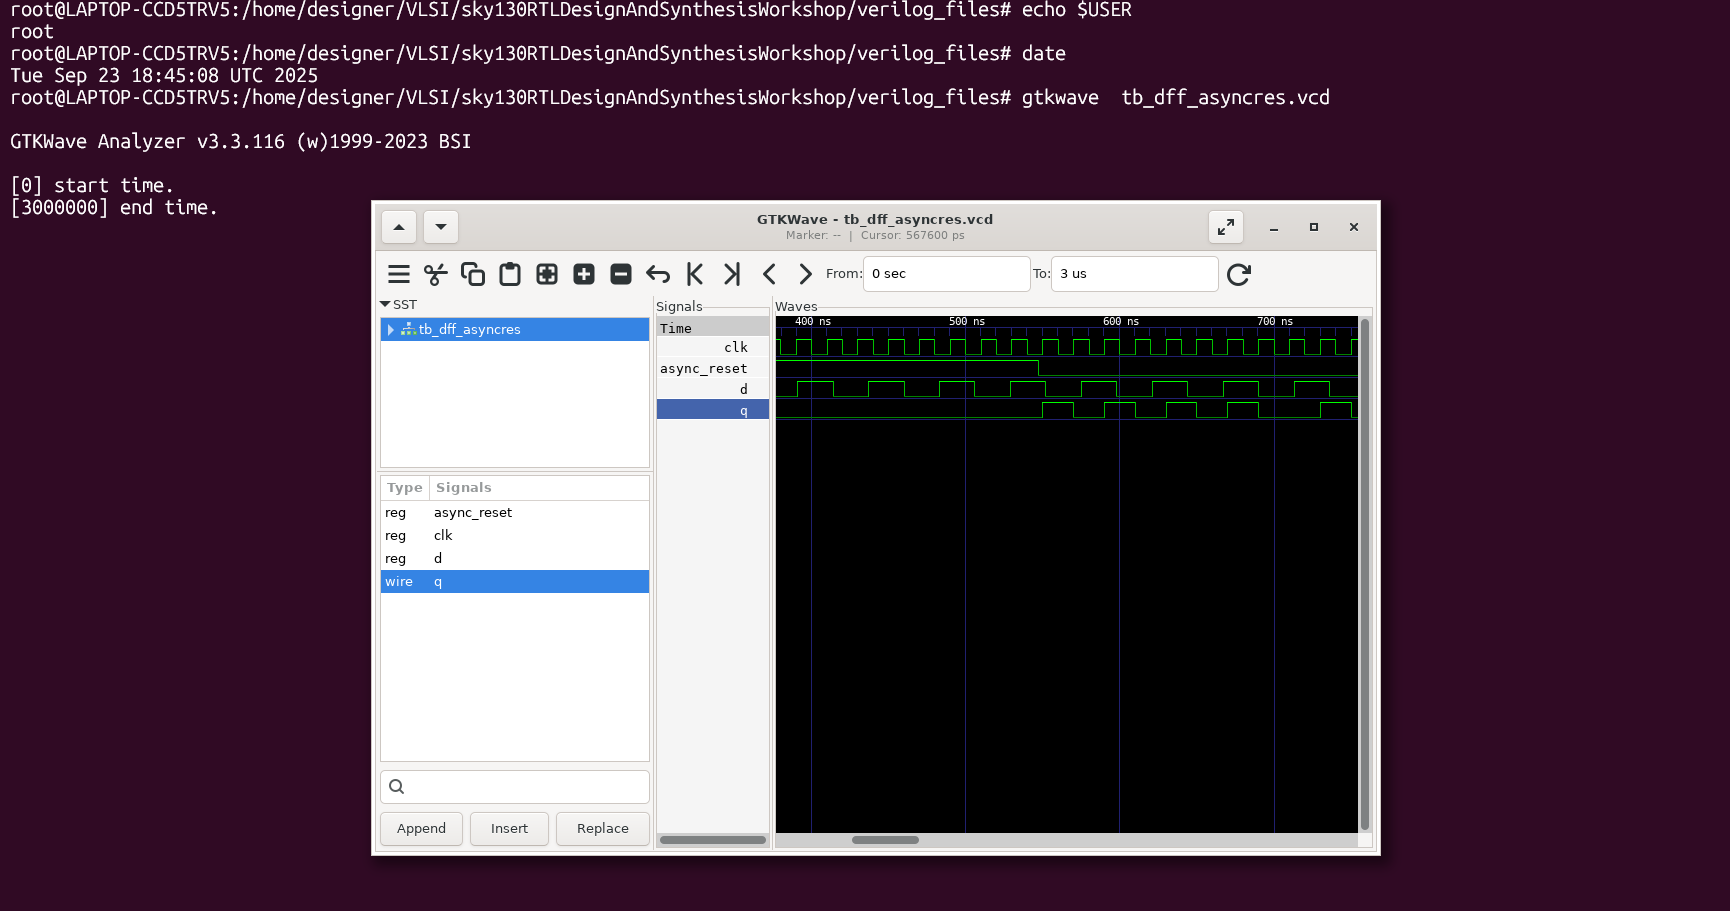 root@LAPTOP-CCD5TRV5:/home/designer/VLSI/sky130RTLDesignAndSynthesisWorkshop/verilog_files# echo $USER
root
root@LAPTOP-CCD5TRV5:/home/designer/VLSI/sky130RTLDesignAndSynthesisWorkshop/verilog_files# date
Tue Sep 23 18:45:08 UTC 2025
root@LAPTOP-CCD5TRV5:/home/designer/VLSI/sky130RTLDesignAndSynthesisWorkshop/verilog_files# gtkwave  tb_dff_asyncres.vcd
GTKWave Analyzer v3.3.116 (w)1999-2023 BSI
[0] start time.
[3000000] end time.
GTKWave - tb_dff_asyncres.vcd
Marker: -- | Cursor: 567600 ps
From: 0 sec To: 3 us
SST
tb_dff_asyncres
Type Signals
reg async_reset
reg clk
reg d
wire q
Append Insert Replace
Signals
Time
clk
async_reset
d
q
Waves
400 ns 500 ns 600 ns 700 ns